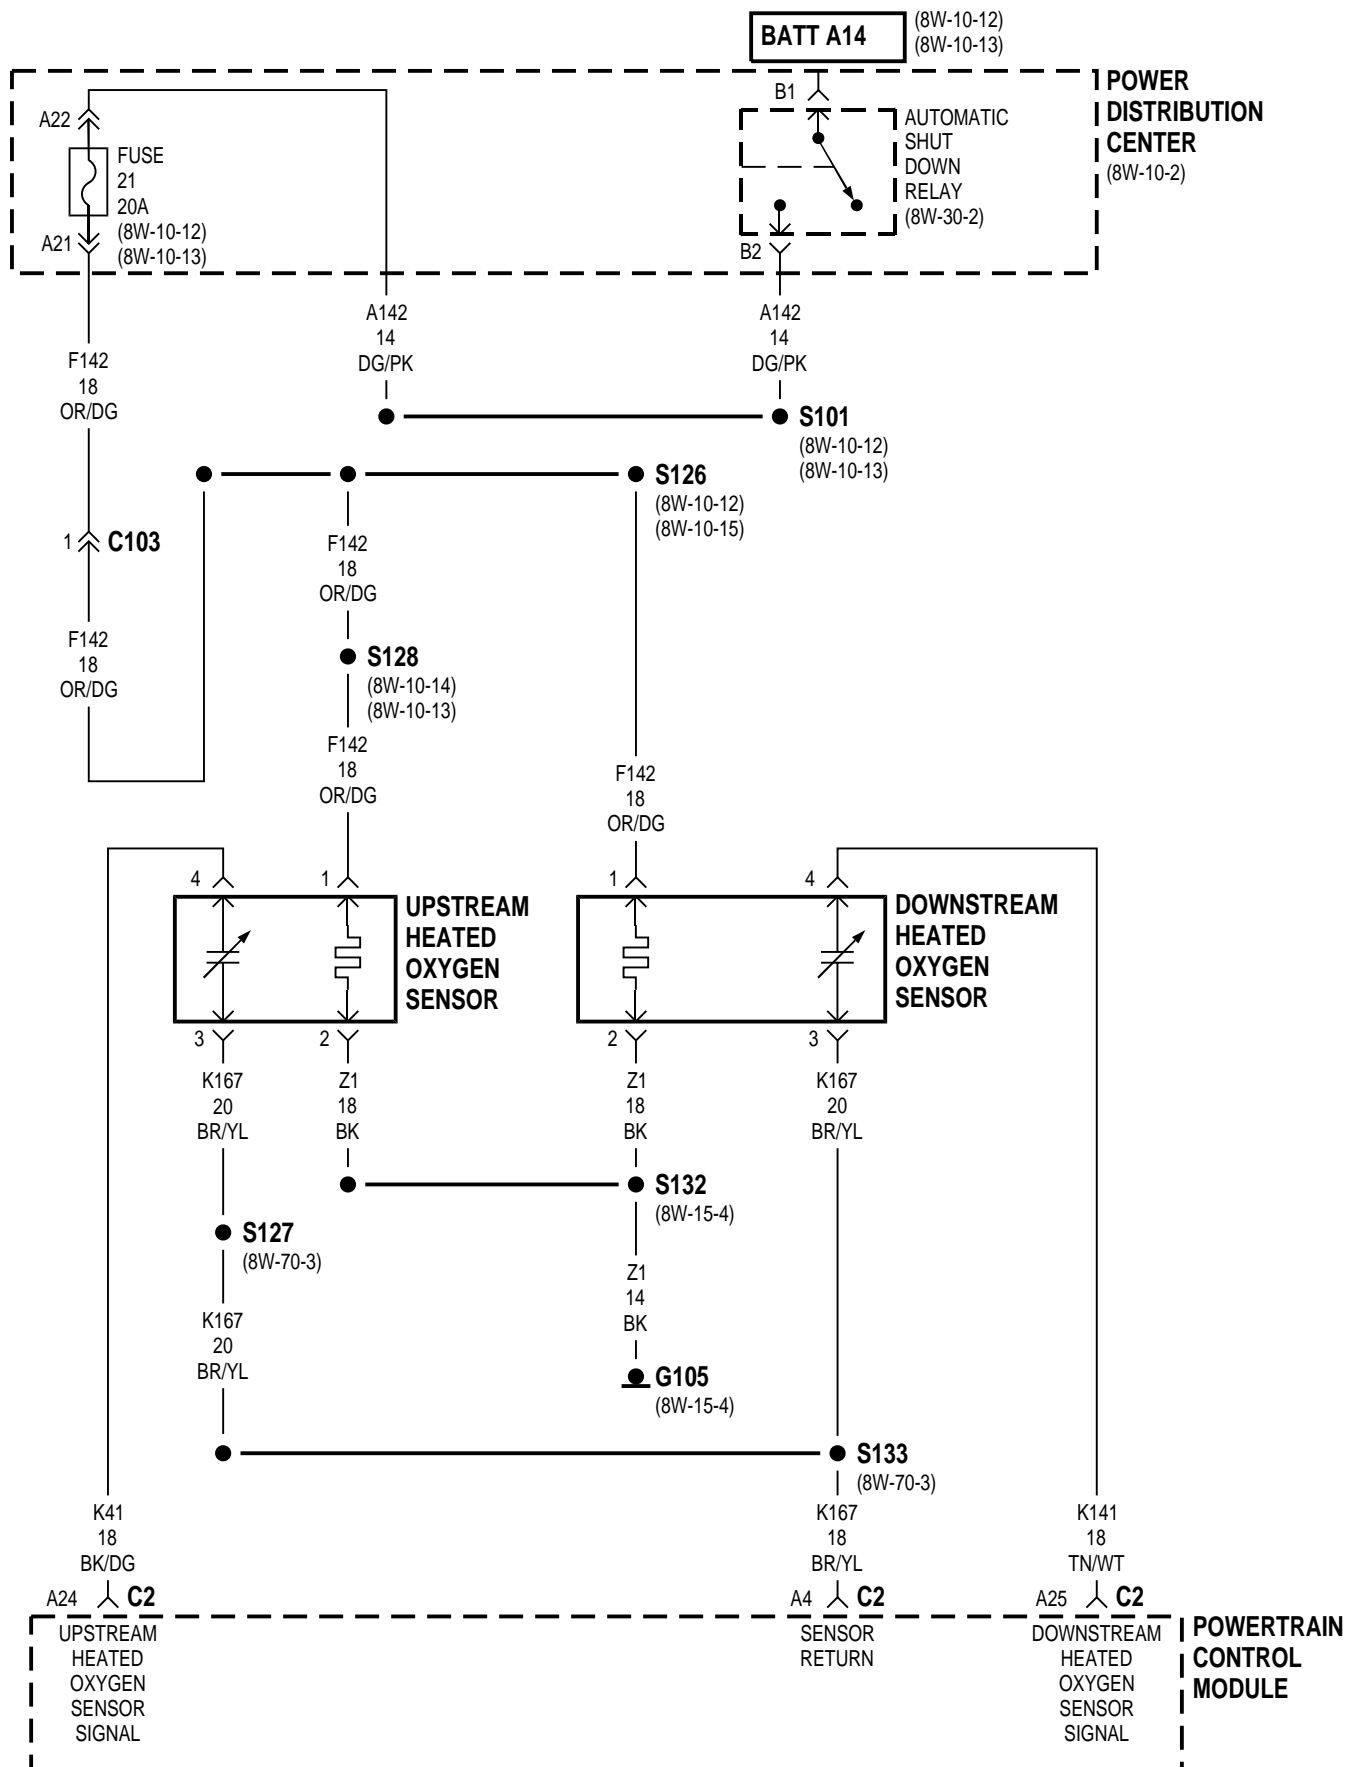 BATT A14
(8W-10-12)
(8W-10-13)
POWER
DISTRIBUTION
CENTER
(8W-10-2)
A22
FUSE
21
20A
(8W-10-12)
(8W-10-13)
A21
B1
AUTOMATIC
SHUT
DOWN
RELAY
(8W-30-2)
B2
A142
14
DG/PK
A142
14
DG/PK
F142
18
OR/DG
S101
(8W-10-12)
(8W-10-13)
S126
(8W-10-12)
(8W-10-15)
1
C103
F142
18
OR/DG
F142
18
OR/DG
S128
(8W-10-14)
(8W-10-13)
F142
18
OR/DG
F142
18
OR/DG
4
1
1
4
UPSTREAM
HEATED
OXYGEN
SENSOR
DOWNSTREAM
HEATED
OXYGEN
SENSOR
3
2
2
3
K167
20
BR/YL
Z1
18
BK
Z1
18
BK
K167
20
BR/YL
S132
(8W-15-4)
S127
(8W-70-3)
Z1
14
BK
K167
20
BR/YL
G105
(8W-15-4)
S133
(8W-70-3)
K41
18
BK/DG
K167
18
BR/YL
K141
18
TN/WT
A24
C2
A4
C2
A25
C2
UPSTREAM
HEATED
OXYGEN
SENSOR
SIGNAL
SENSOR
RETURN
DOWNSTREAM
HEATED
OXYGEN
SENSOR
SIGNAL
POWERTRAIN
CONTROL
MODULE